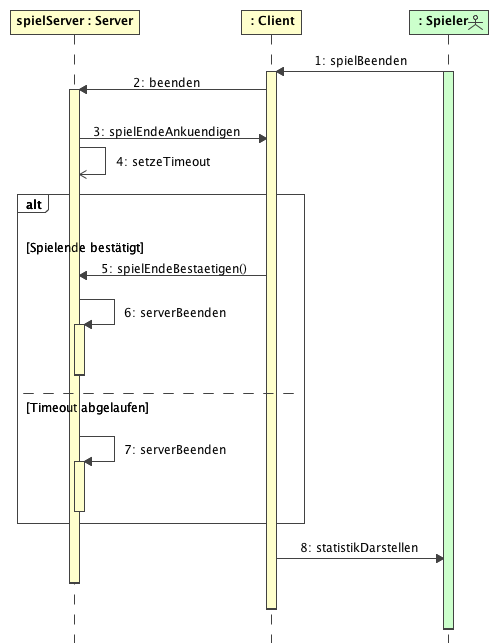 spielServer : Server
: Client
: Spieler
1: spielBeenden
2: beenden
3: spielEndeAnkuendigen
4: setzeTimeout
alt
[Spielende bestätigt]
5: spielEndeBestaetigen()
6: serverBeenden
[Timeout abgelaufen]
7: serverBeenden
8: statistikDarstellen